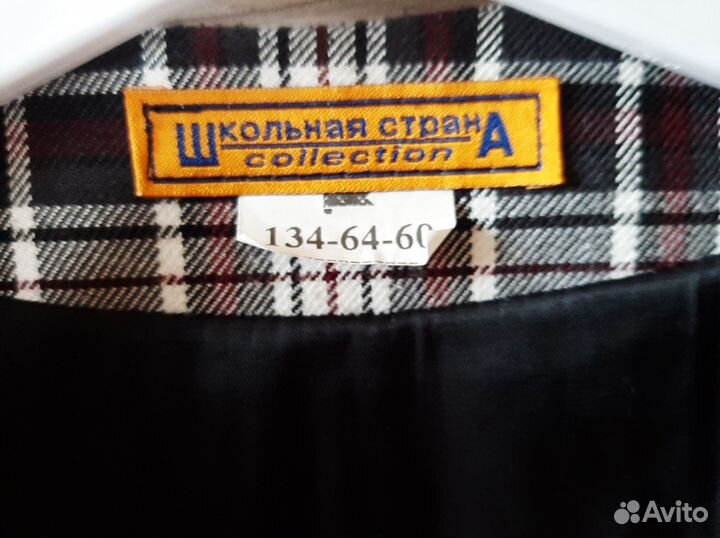 Школьная странА
collection
134-64-60
Avito